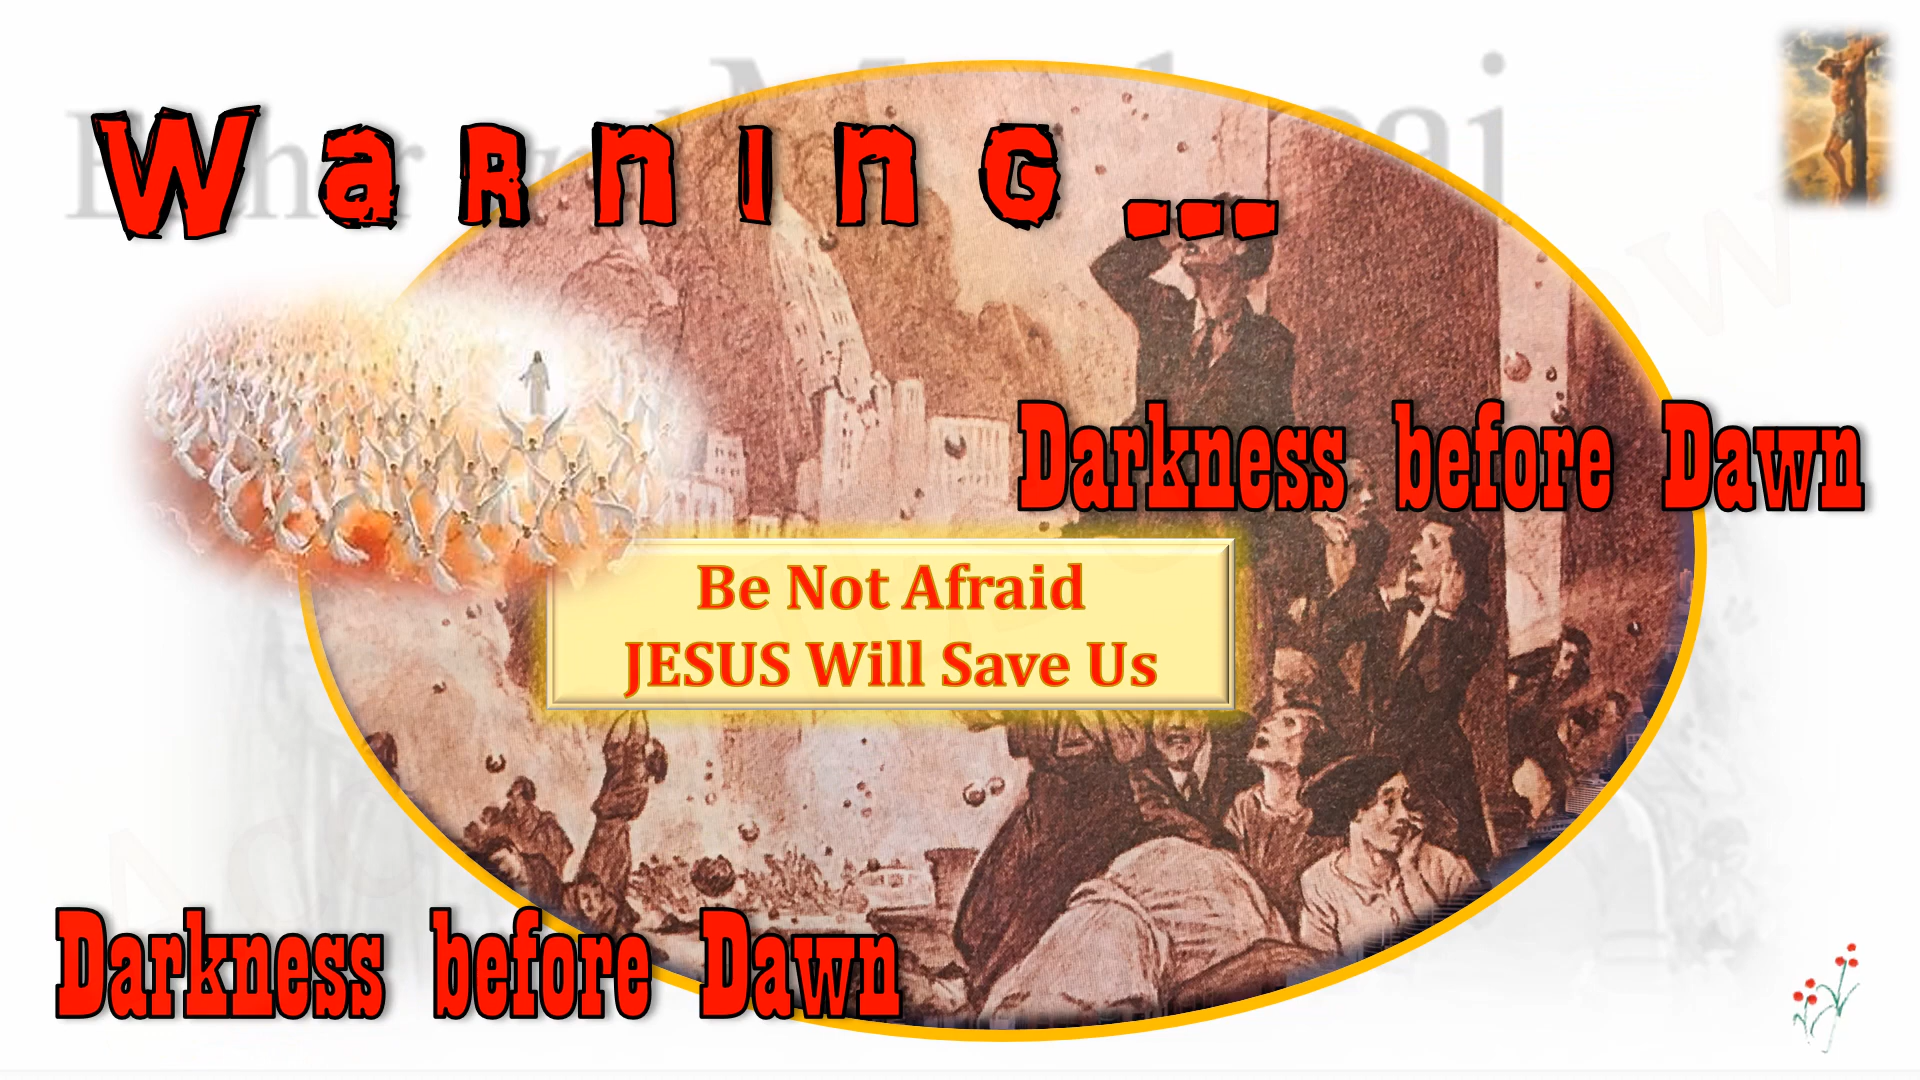 Warning...
Darkness before Dawn
Be Not Afraid
JESUS Will Save Us
Darkness before Dawn